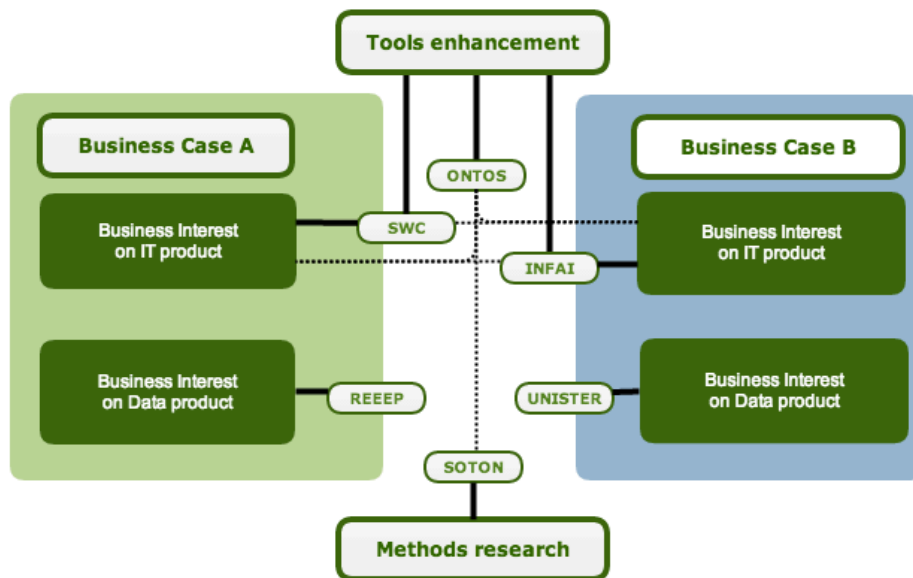 Tools enhancement
Business Case A
Business Case B
ONTOS
Business Interest
on IT product
SWC
Business Interest
on IT product
INFAI
Business Interest
on Data product
REEEP
UNISTER
Business Interest
on Data product
SOTON
Methods research